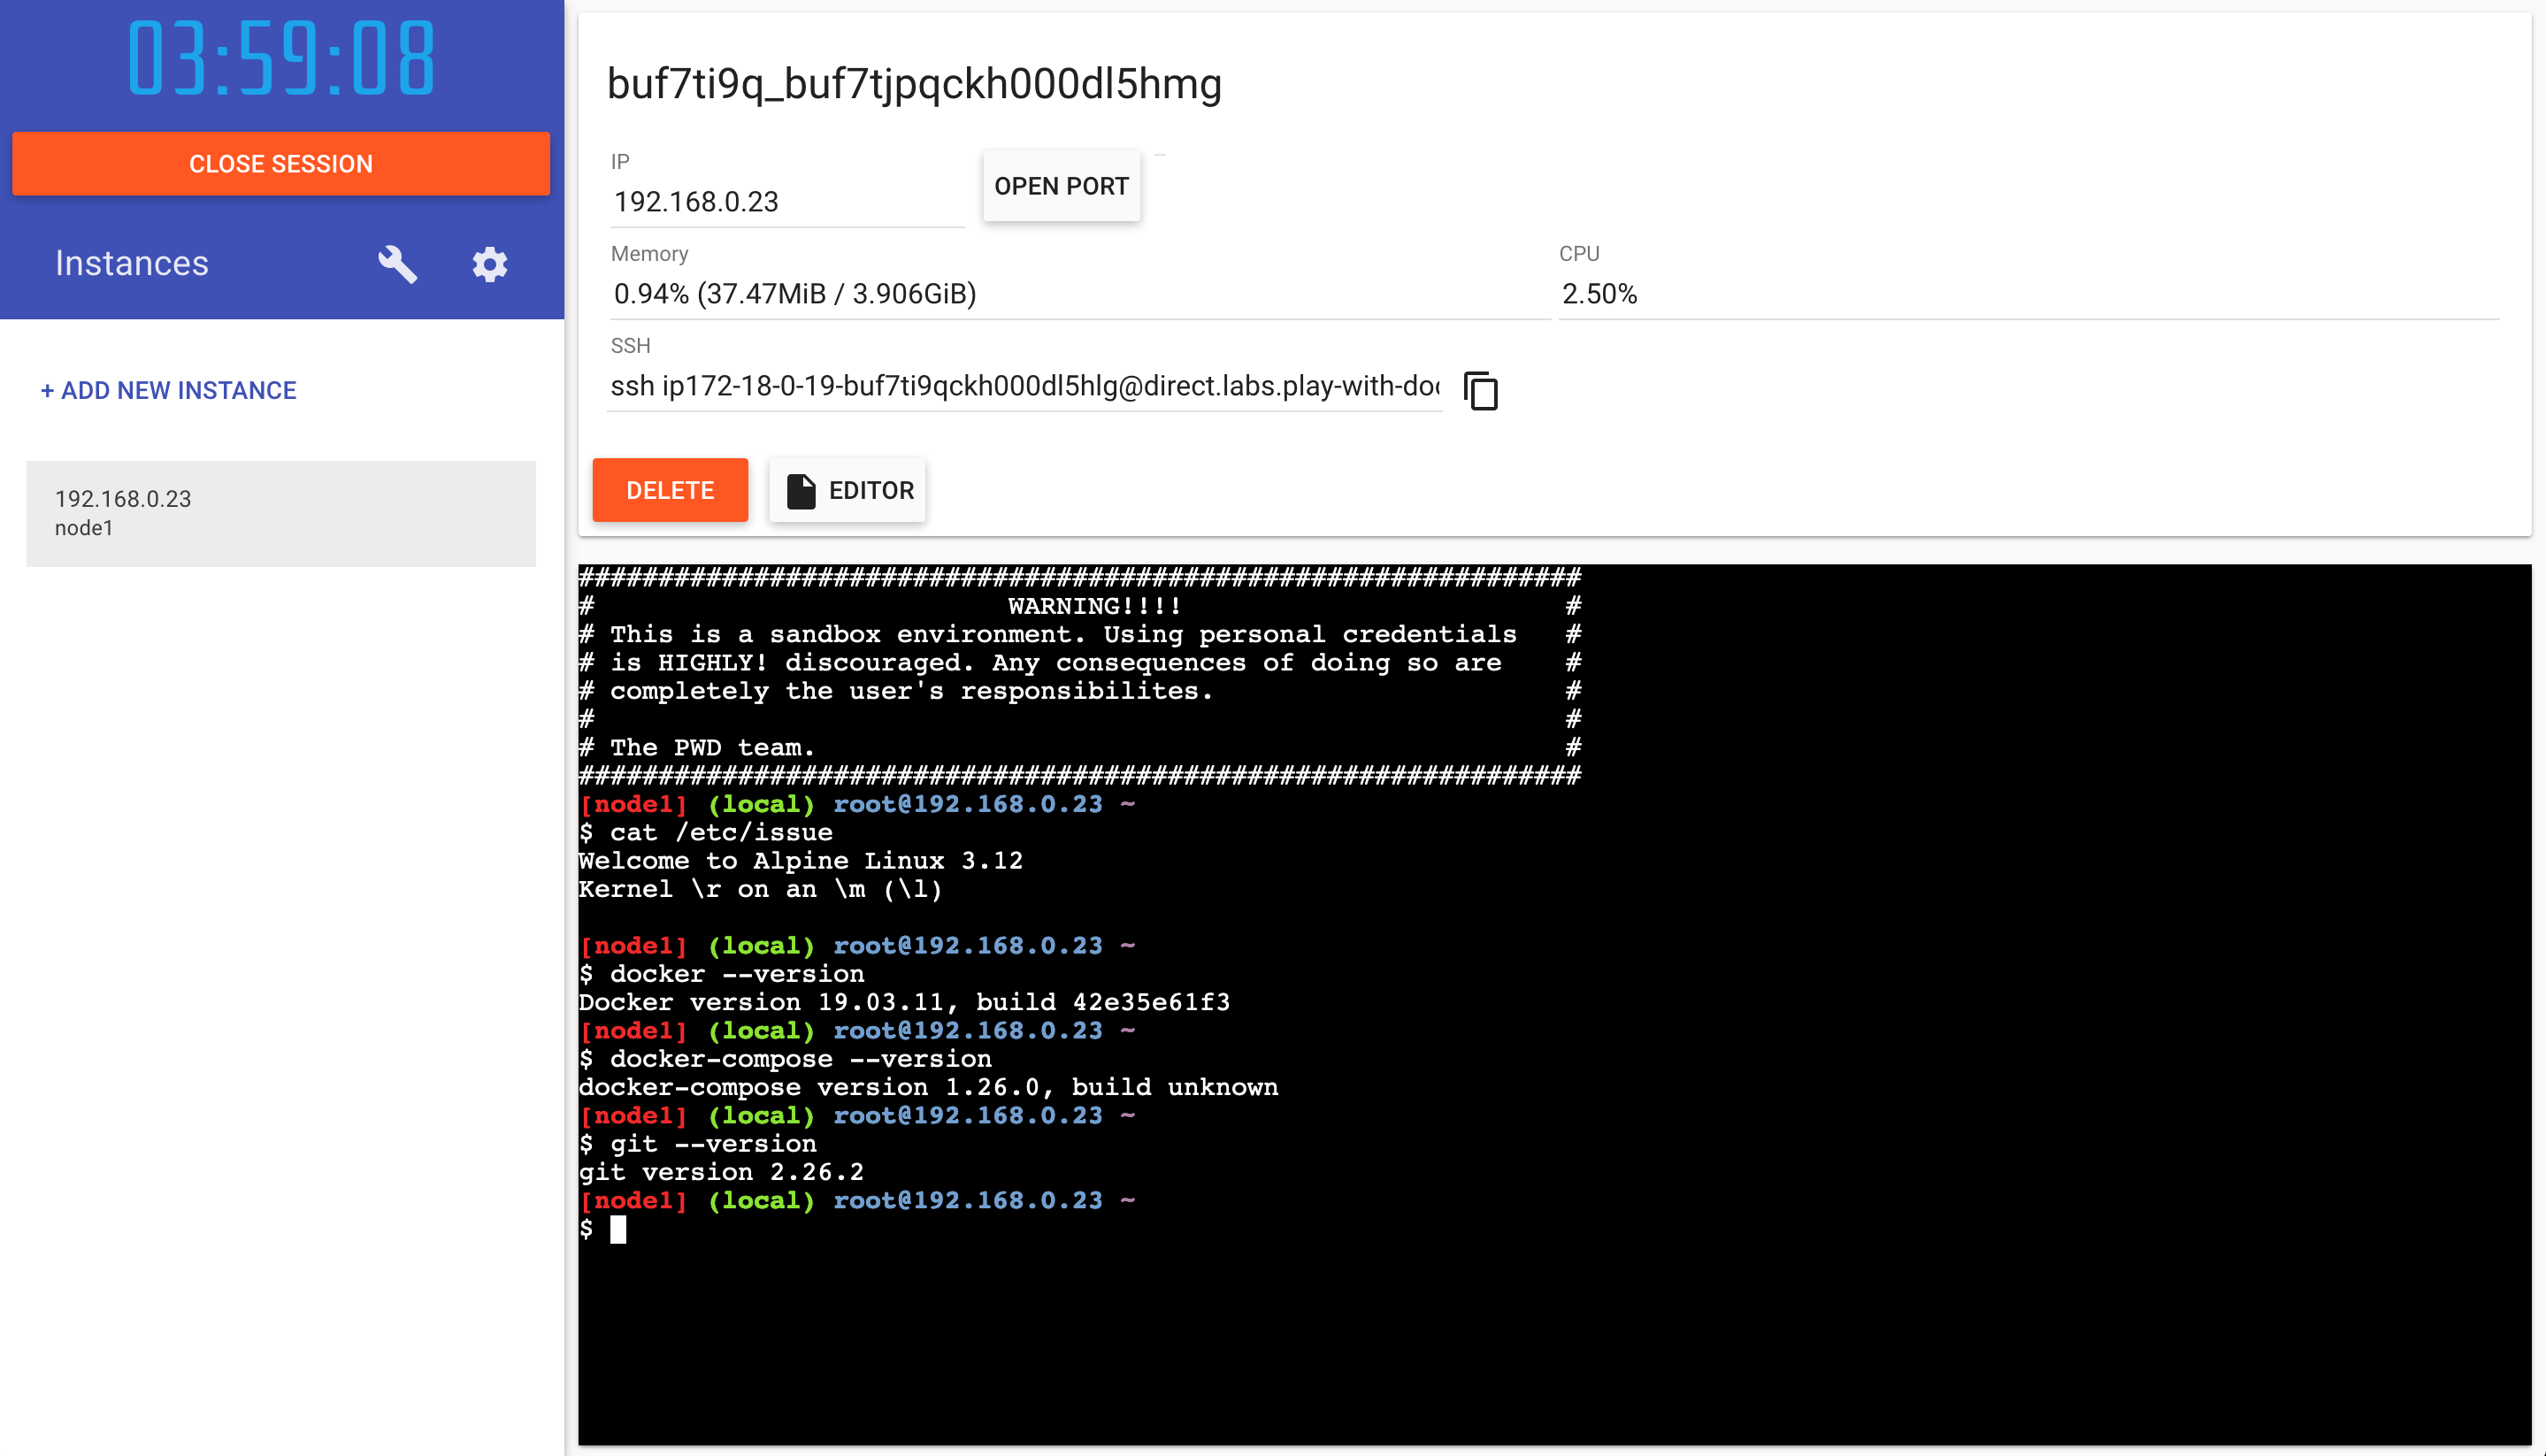 03:59:08
CLOSE SESSION
Instances
+ ADD NEW INSTANCE
192.168.0.23
node1
buf7ti9q_buf7tjpqckh000dl5hmg
IP
192.168.0.23
OPEN PORT
Memory
0.94% (37.47MiB / 3.906GiB)
CPU
2.50%
SSH
ssh ip172-18-0-19-buf7ti9qckh000dl5hlg@direct.labs.play-with-do
DELETE
EDITOR
###############################################################
# WARNING!!!! #
# This is a sandbox environment. Using personal credentials #
# is HIGHLY! discouraged. Any consequences of doing so are #
# completely the user's responsibilites. #
# #
# The PWD team. #
###############################################################
[node1] (local) root@192.168.0.23 ~
$ cat /etc/issue
Welcome to Alpine Linux 3.12
Kernel \r on an \m (\l)
[node1] (local) root@192.168.0.23 ~
$ docker --version
Docker version 19.03.11, build 42e35e61f3
[node1] (local) root@192.168.0.23 ~
$ docker-compose --version
docker-compose version 1.26.0, build unknown
[node1] (local) root@192.168.0.23 ~
$ git --version
git version 2.26.2
[node1] (local) root@192.168.0.23 ~
$